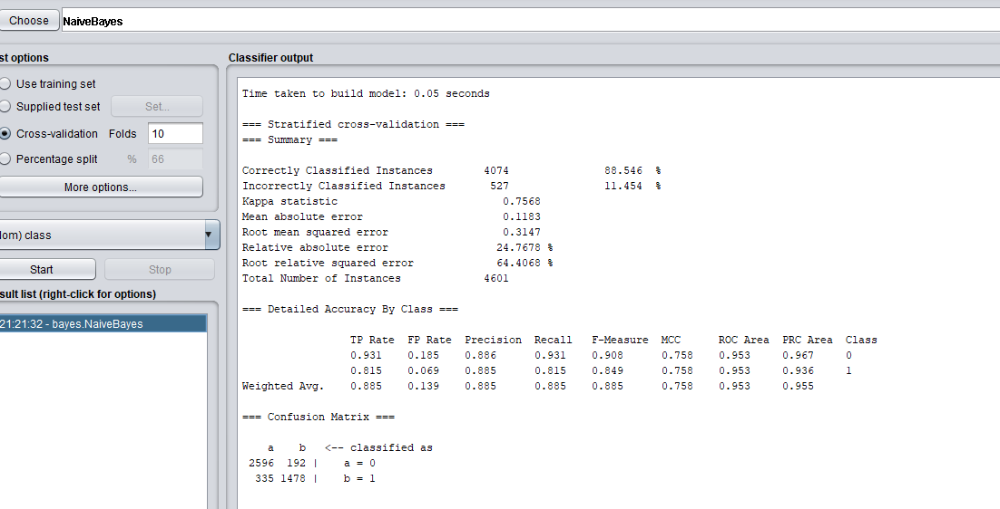 Choose NaiveBayes
st options
Use training set
Supplied test set Set...
Cross-validation Folds 10
Percentage split % 66
More options...
lom) class
Start Stop
sult list (right-click for options)
21:21:32 - bayes.NaiveBayes
Classifier output
Time taken to build model: 0.05 seconds
=== Stratified cross-validation ===
=== Summary ===
Correctly Classified Instances 4074 88.546 %
Incorrectly Classified Instances 527 11.454 %
Kappa statistic 0.7568
Mean absolute error 0.1183
Root mean squared error 0.3147
Relative absolute error 24.7678 %
Root relative squared error 64.4068 %
Total Number of Instances 4601
=== Detailed Accuracy By Class ===
TP Rate FP Rate Precision Recall F-Measure MCC ROC Area PRC Area Class
0.931 0.185 0.886 0.931 0.908 0.758 0.953 0.967 0
0.815 0.069 0.885 0.815 0.849 0.758 0.953 0.936 1
Weighted Avg. 0.885 0.139 0.885 0.885 0.885 0.758 0.953 0.955
=== Confusion Matrix ===
a b <-- classified as
2596 192 | a = 0
335 1478 | b = 1